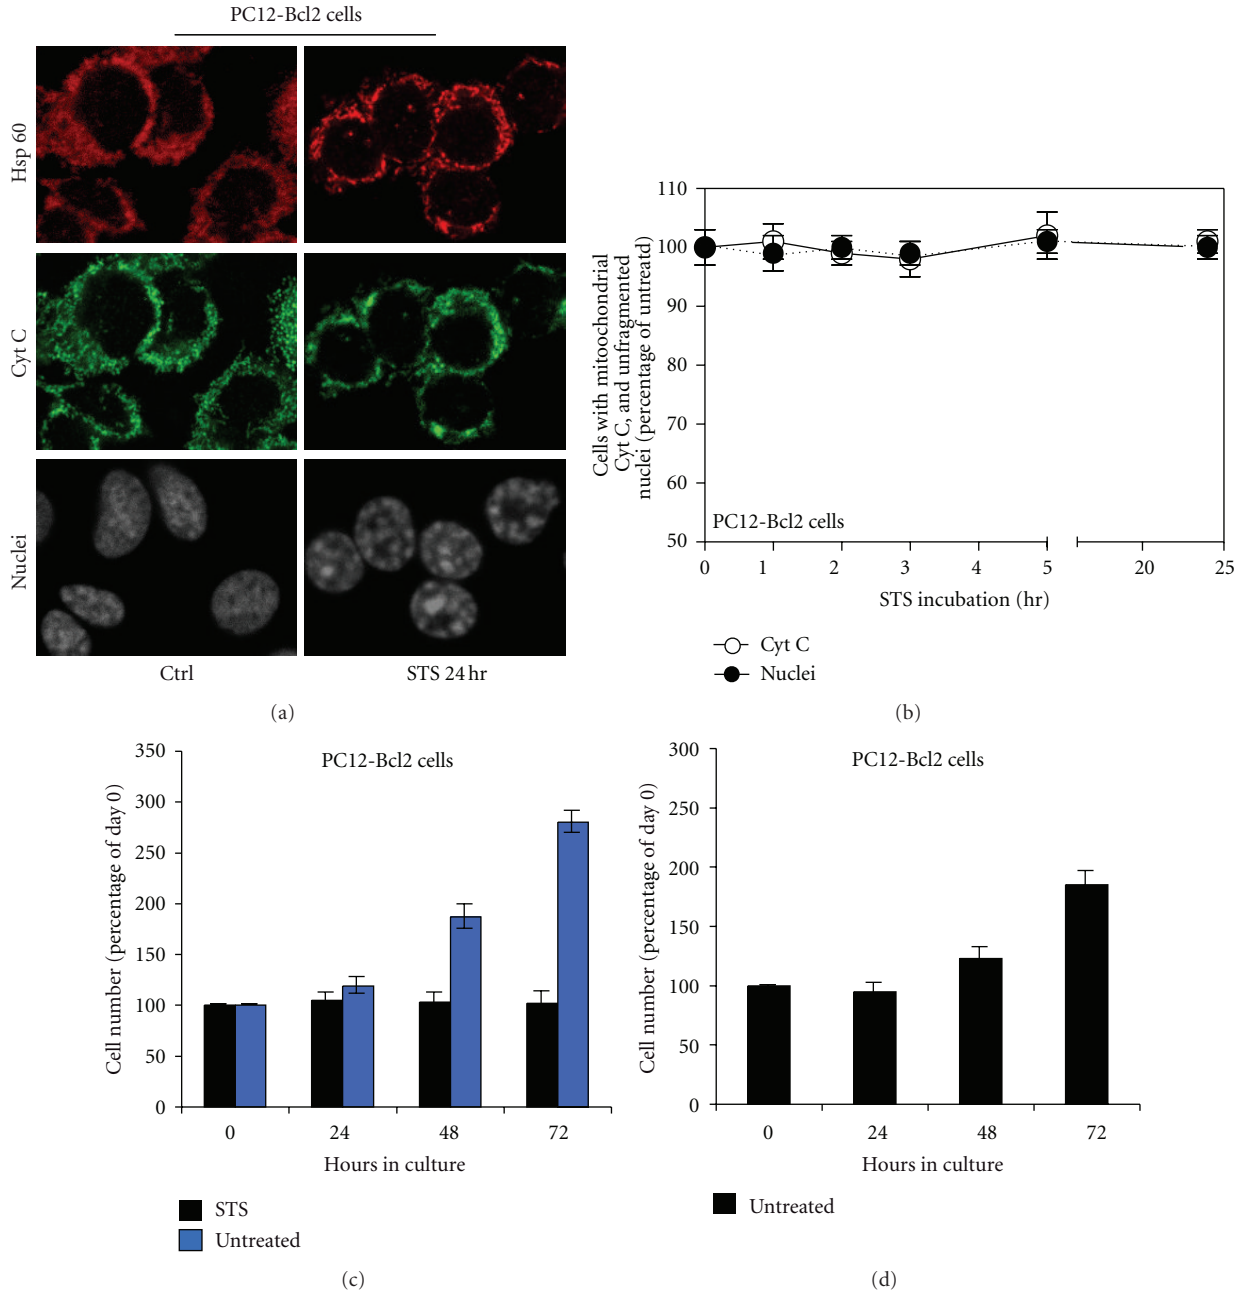 PC12-Bcl2 cells
Hsp 60
Cyt C
Nuclei
Ctrl
STS 24 hr
(a)
Cells with mitoochondrial
Cyt C, and unfragmented
nuclei (percentage of untreatd)
110
100
90
80
70
60
50
PC12-Bcl2 cells
0 1 2 3 4 5 20 25
STS incubation (hr)
Cyt C
Nuclei
(b)
Cell number (percentage of day 0)
350
300
250
200
150
100
50
0
PC12-Bcl2 cells
0 24 48 72
Hours in culture
STS
Untreated
(c)
Cell number (percentage of day 0)
300
250
200
150
100
50
0
PC12-Bcl2 cells
0 24 48 72
Hours in culture
Untreated
(d)